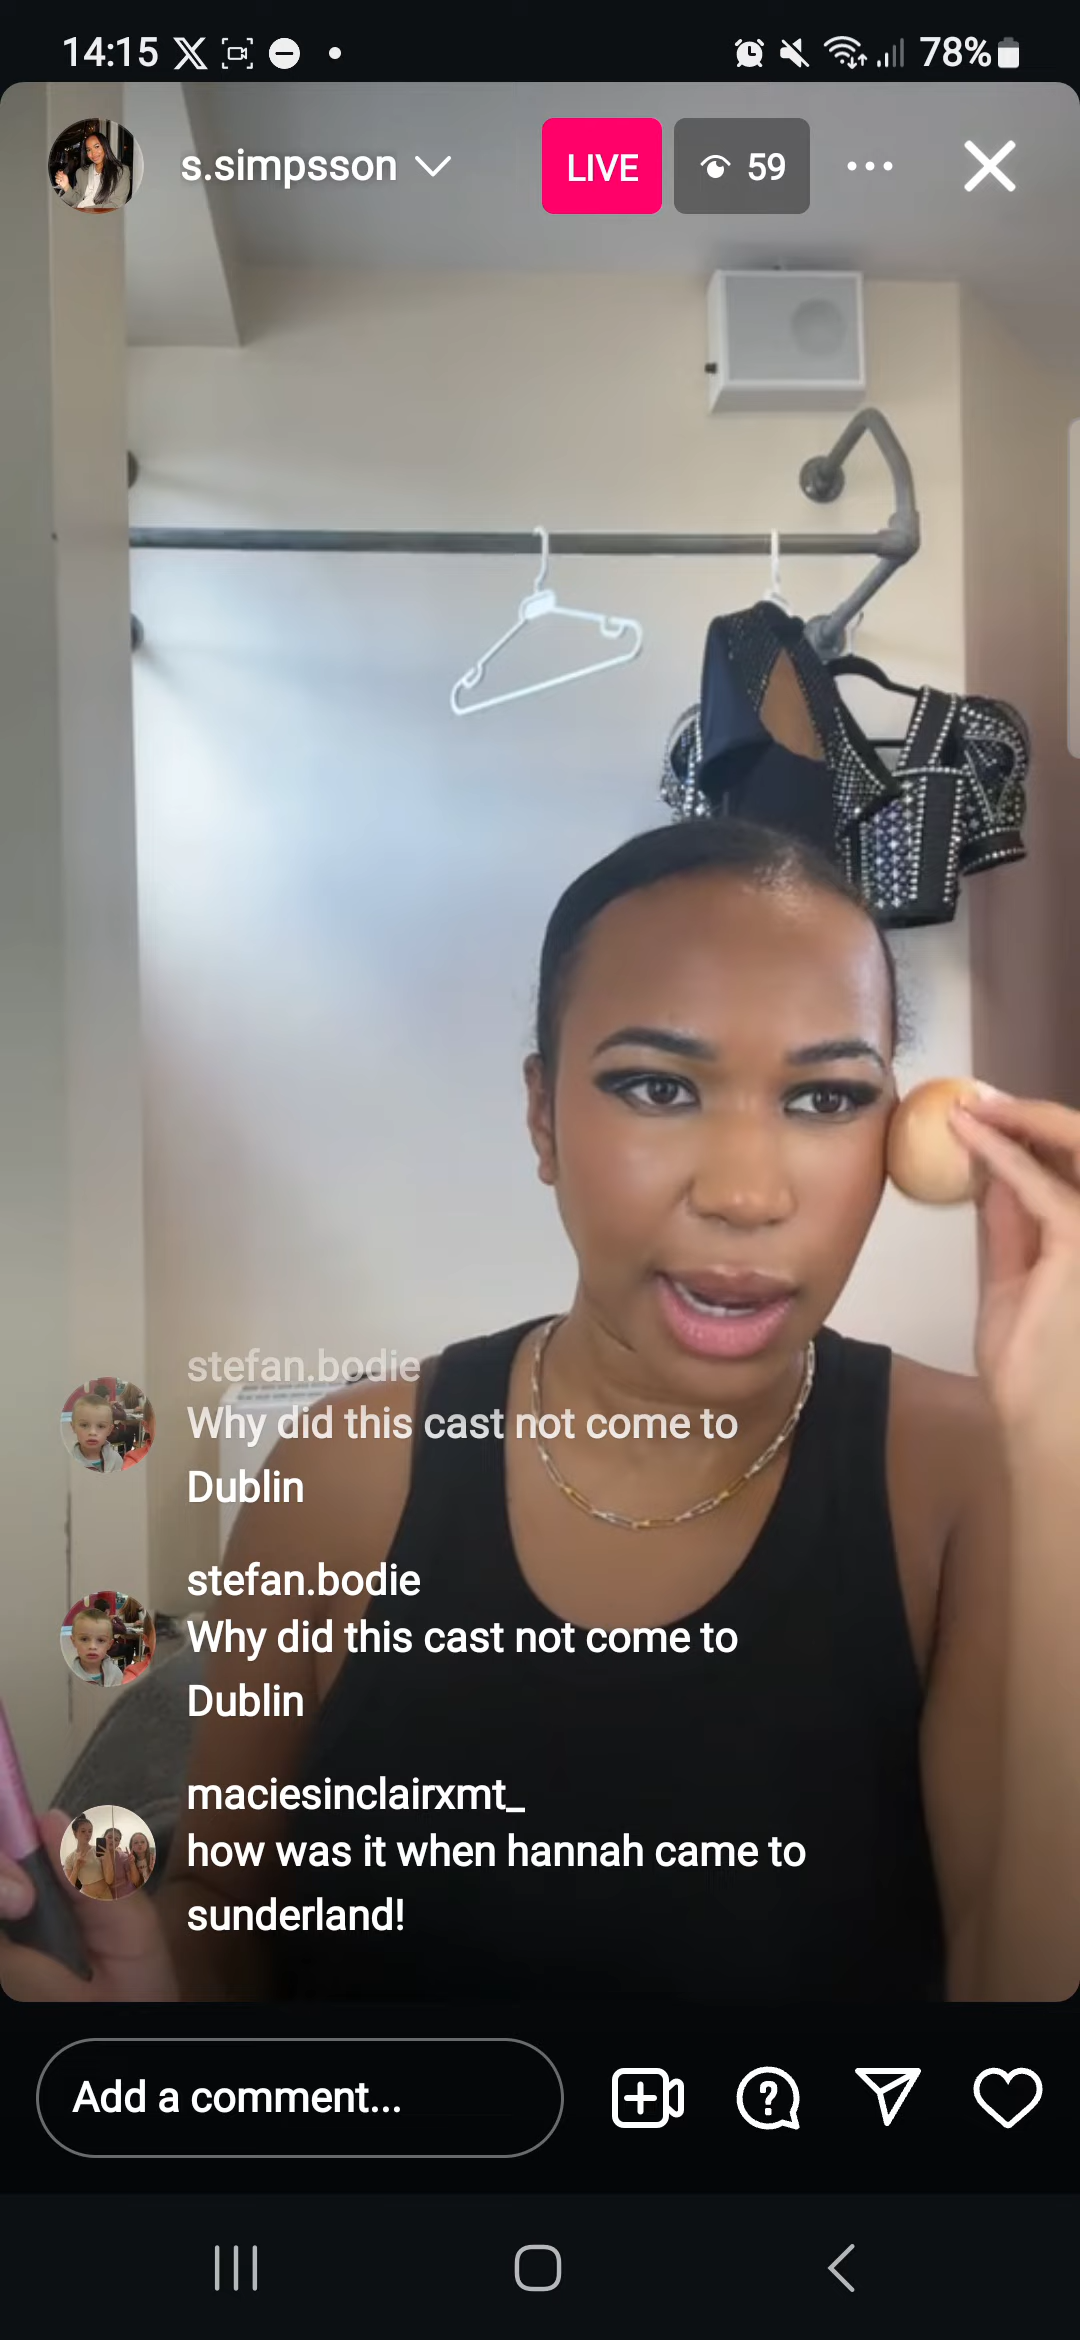 14:15
78%
s.simpsson
LIVE
59
stefan.bodie
Why did this cast not come to
Dublin
stefan.bodie
Why did this cast not come to
Dublin
maciesinclairxmt_
how was it when hannah came to
sunderland!
Add a comment...